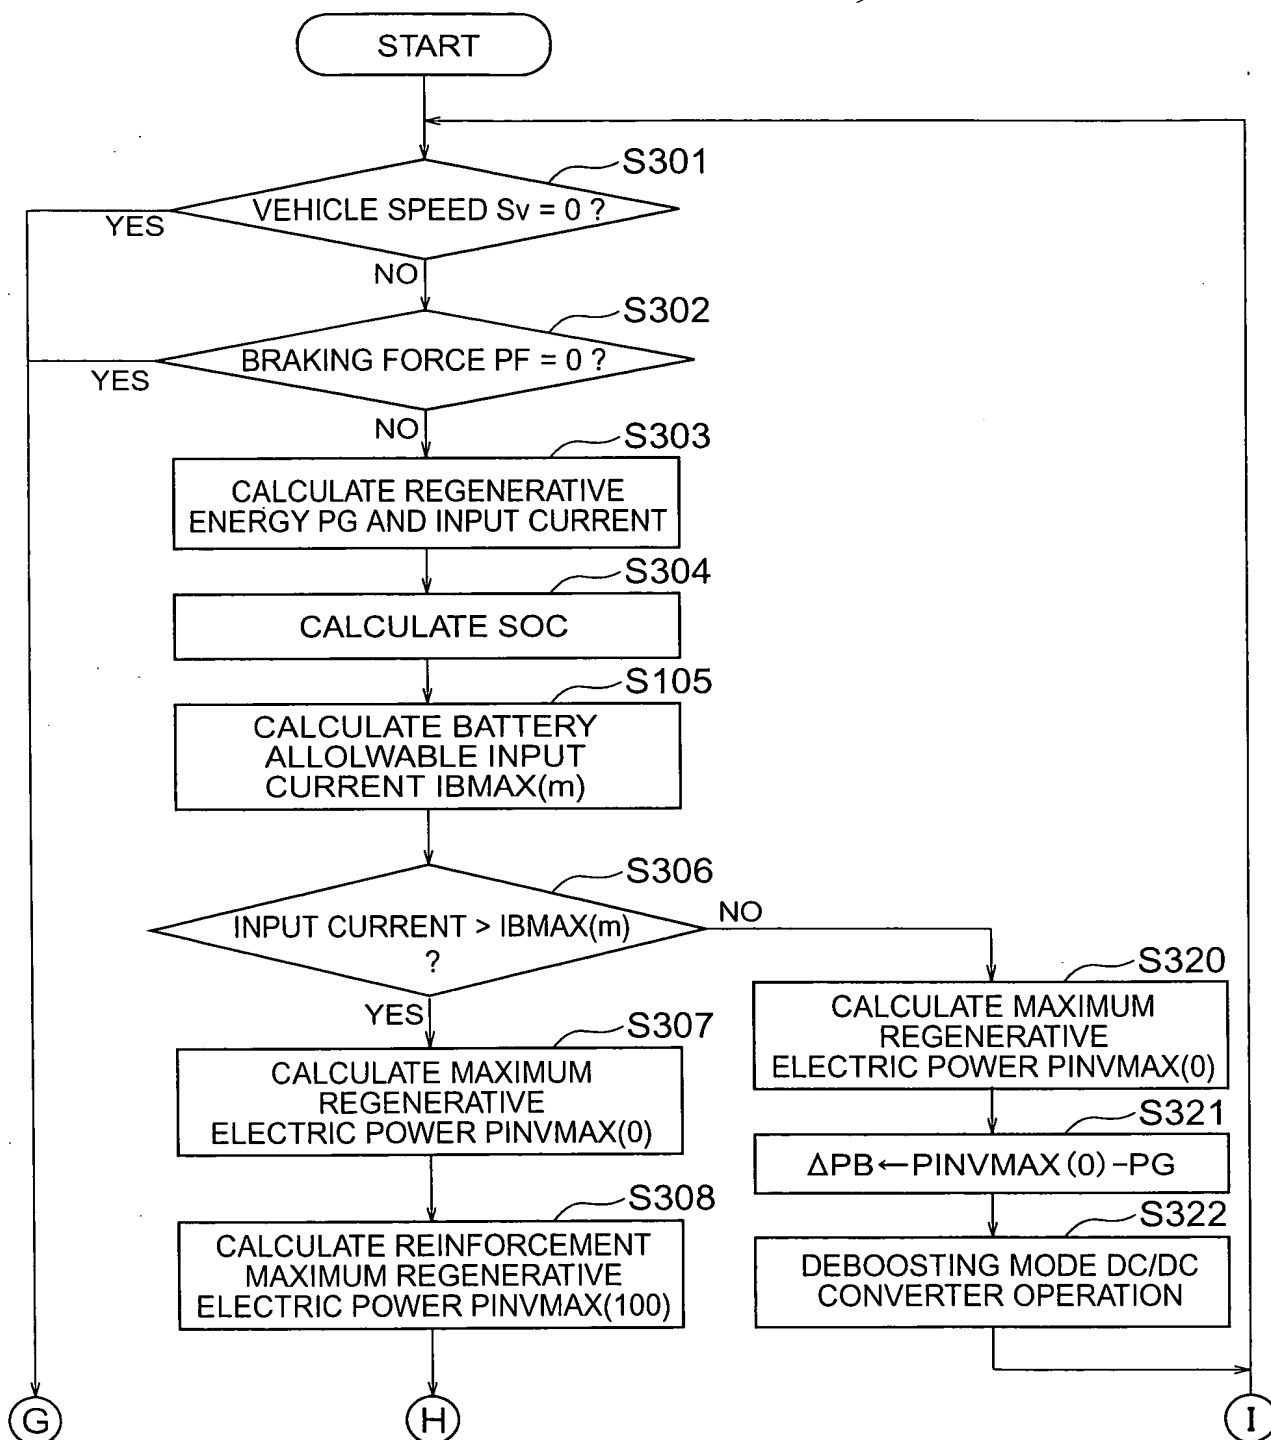 START
S301
VEHICLE SPEED Sv = 0 ?
YES
NO
S302
BRAKING FORCE PF = 0 ?
YES
NO
S303
CALCULATE REGENERATIVE
ENERGY PG AND INPUT CURRENT
S304
CALCULATE SOC
S105
CALCULATE BATTERY
ALLOLWABLE INPUT
CURRENT IBMAX(m)
S306
INPUT CURRENT > IBMAX(m)
?
NO
YES
S307
CALCULATE MAXIMUM
REGENERATIVE
ELECTRIC POWER PINVMAX(0)
S308
CALCULATE REINFORCEMENT
MAXIMUM REGENERATIVE
ELECTRIC POWER PINVMAX(100)
S320
CALCULATE MAXIMUM
REGENERATIVE
ELECTRIC POWER PINVMAX(0)
S321
ΔPB←PINVMAX(0)-PG
S322
DEBOOSTING MODE DC/DC
CONVERTER OPERATION
G
H
I